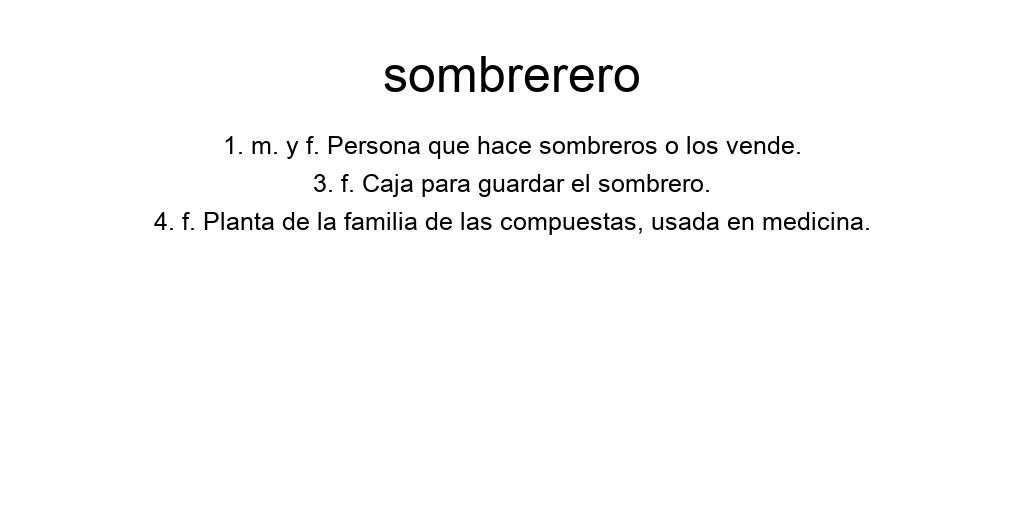 sombrerero
1. m. y f. Persona que hace sombreros o los vende.
3. f. Caja para guardar el sombrero.
4. f. Planta de la familia de las compuestas, usada en medicina.